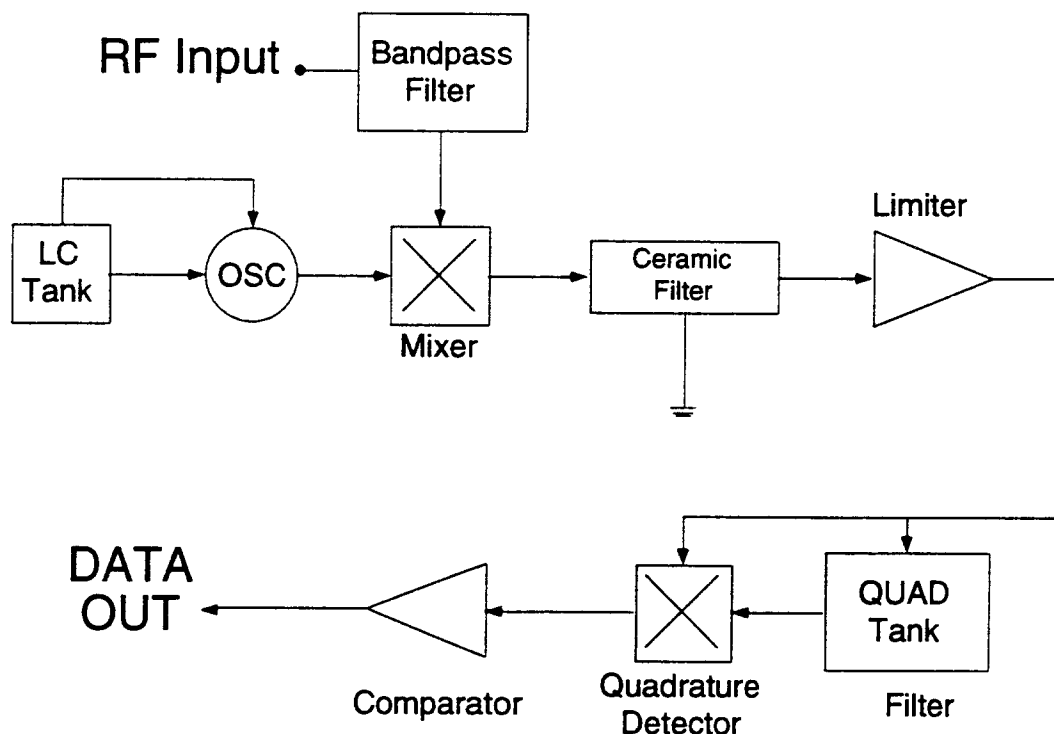 RF Input
Bandpass
Filter
LC
Tank
OSC
Mixer
Ceramic
Filter
Limiter
DATA
OUT
Comparator
Quadrature
Detector
QUAD
Tank
Filter